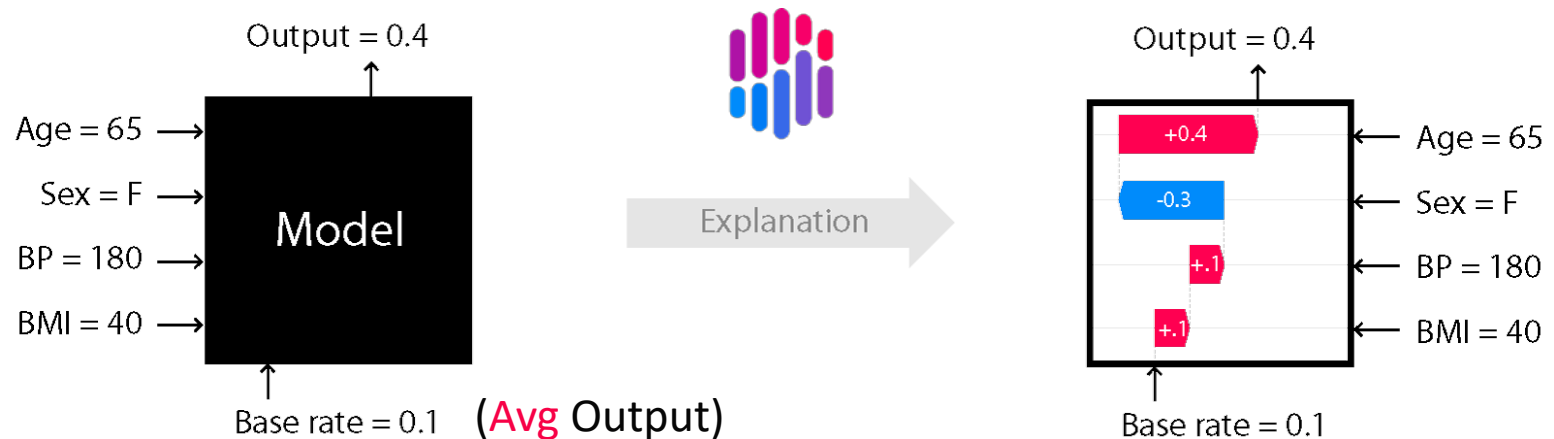 Output = 0.4
Age = 65
Sex = F
BP = 180
BMI = 40
Model
Base rate = 0.1 (Avg Output)
Explanation
Output = 0.4
+0.4
Age = 65
-0.3
Sex = F
+.1
BP = 180
+.1
BMI = 40
Base rate = 0.1